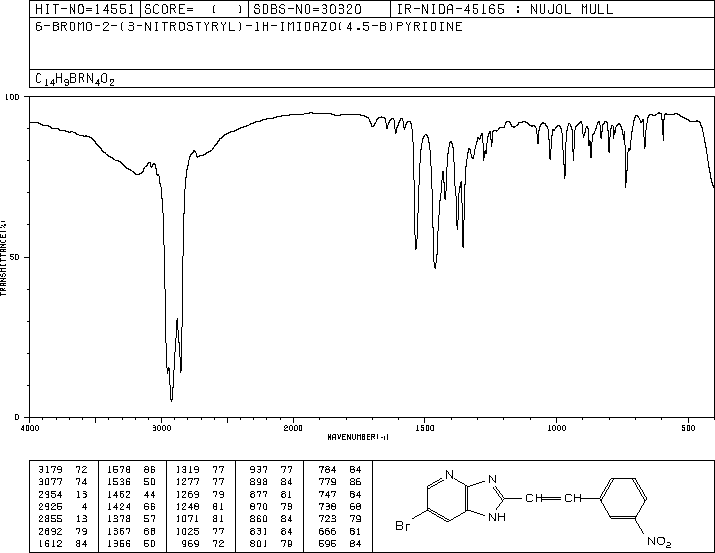 HIT-NO=14551 SCORE= ( ) SDBS-NO=30320 IR-NIDA-45165 : NUJOL MULL
6-BROMO-2-(3-NITROSTYRYL)-1H-IMIDAZO(4,5-B)PYRIDINE
C14H9BRN4O2
100
50
0
TRANSMITTANCE(%)
4000 3000 2000 1500 1000 500
WAVENUMBER(-1)
3179 72 1578 86 1319 77 937 77 784 84
3077 74 1536 50 1277 77 898 84 779 86
2954 1462 44 1269 79 877 81 747 84
2925 4 1424 66 1248 81 870 79 738 68
2855 13 1378 57 1071 81 860 84 723 79
2692 79 1367 68 1025 77 831 84 666 81
1612 84 1356 50 969 72 801 79 595 84
N
N
CH
CH
NH
Br
NO2